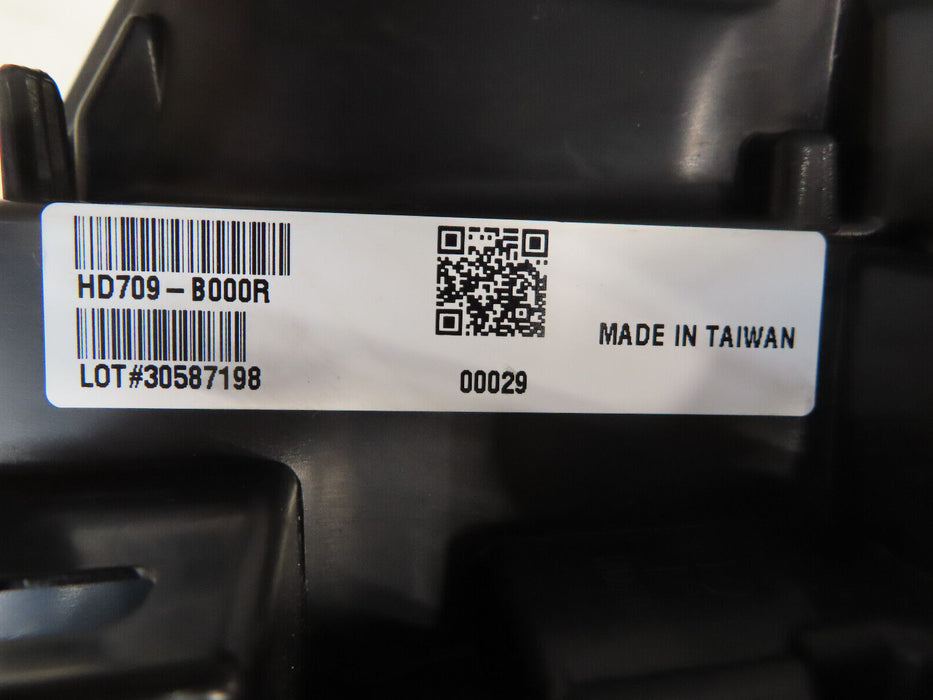 HD709-B000R
LOT#30587198
00029
MADE IN TAIWAN